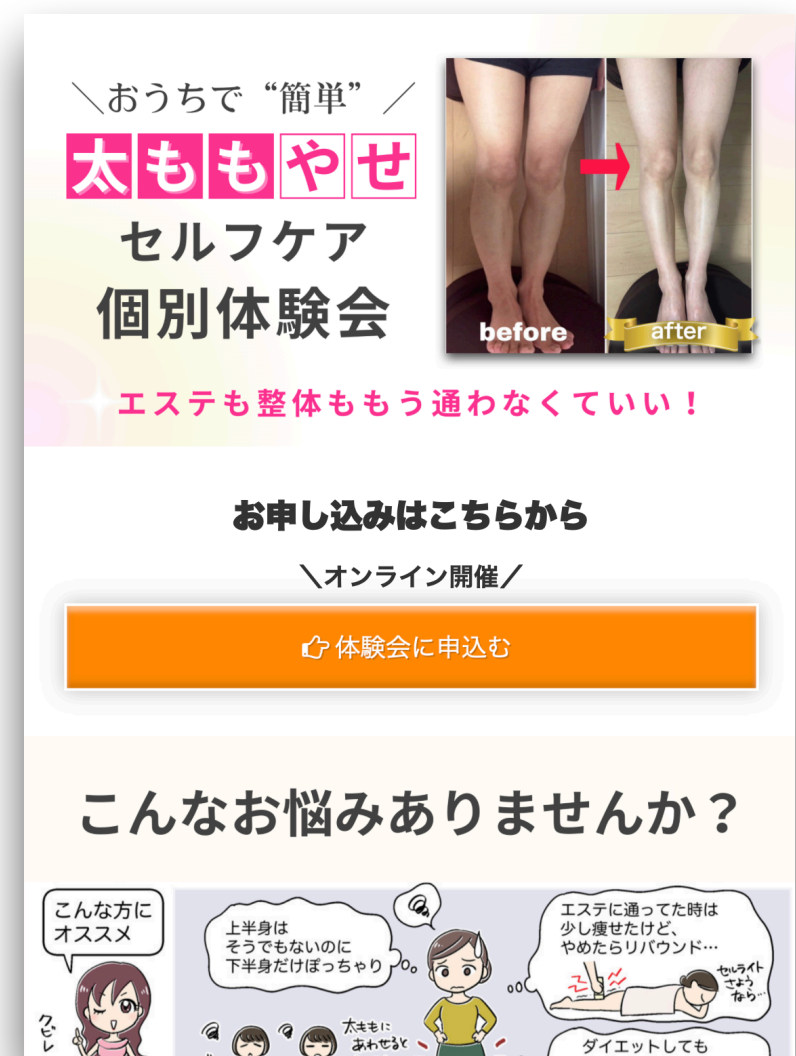 ＼おうちで“簡単”／
太ももやせ
セルフケア
個別体験会
before
after
エステも整体ももう通わなくていい！
お申し込みはこちらから
＼オンライン開催／
体験会に申込む
こんなお悩みありませんか？
こんな方に
オススメ
クビレ
上半身は
そうでもないのに
下半身だけぽっちゃり
太ももに
あわせると
エステに通ってた時は
少し痩せたけど、
やめたらリバウンド…
セルライト
さよう
なら…
ダイエットしても